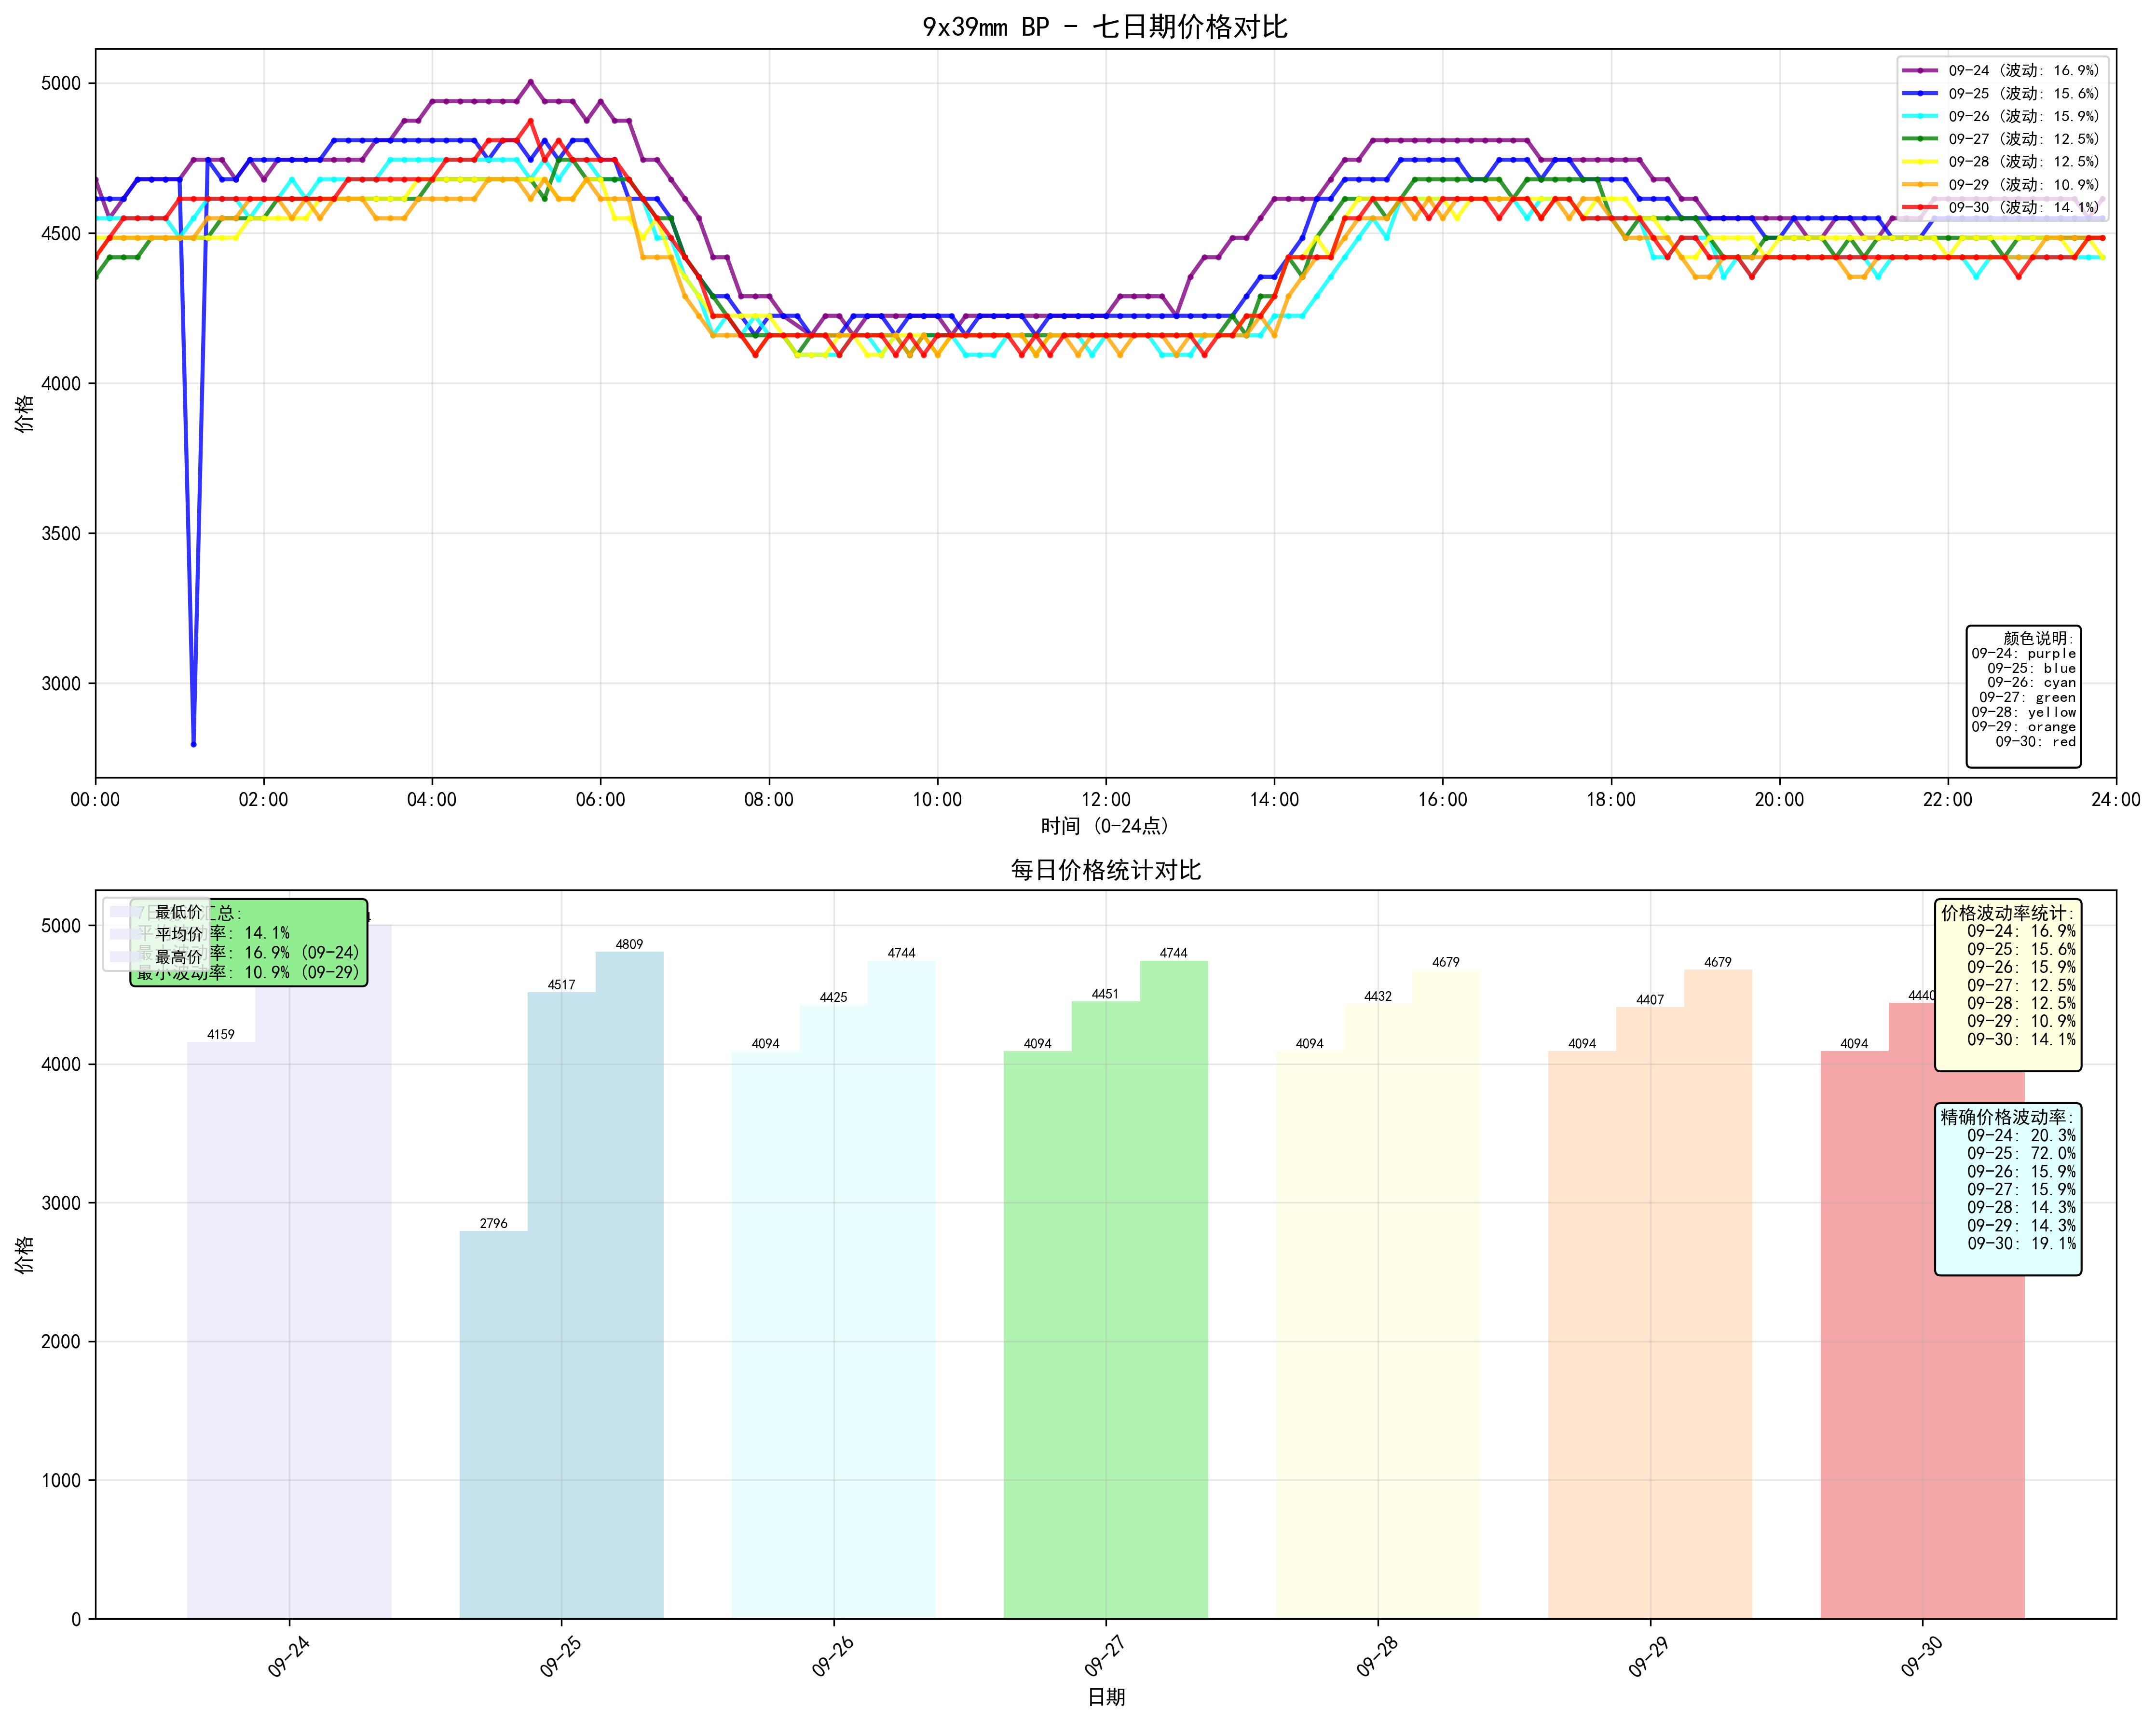 9x39mm BP - 七日期价格对比
5000
4500
4000
3500
3000
价格
09-24 (波动: 16.9%)
09-25 (波动: 15.6%)
09-26 (波动: 15.9%)
09-27 (波动: 12.5%)
09-28 (波动: 12.5%)
09-29 (波动: 10.9%)
09-30 (波动: 14.1%)
颜色说明:
09-24: purple
09-25: blue
09-26: cyan
09-27: green
09-28: yellow
09-29: orange
09-30: red
00:00 02:00 04:00 06:00 08:00 10:00 12:00 14:00 16:00 18:00 20:00 22:00 24:00
时间 (0-24点)
每日价格统计对比
5000
4000
3000
2000
1000
0
价格
最低价
平均价
最高价
汇总:
率: 14.1%
16.9% (09-24)
最小波动率: 10.9% (09-29)
4159
2796 4517 4809
4094 4425 4744
4094 4451 4744
4094 4432 4679
4094 4407 4679
4094 4440
价格波动率统计:
09-24: 16.9%
09-25: 15.6%
09-26: 15.9%
09-27: 12.5%
09-28: 12.5%
09-29: 10.9%
09-30: 14.1%
精确价格波动率:
09-24: 20.3%
09-25: 72.0%
09-26: 15.9%
09-27: 15.9%
09-28: 14.3%
09-29: 14.3%
09-30: 19.1%
09-24 09-25 09-26 09-27 09-28 09-29 09-30
日期